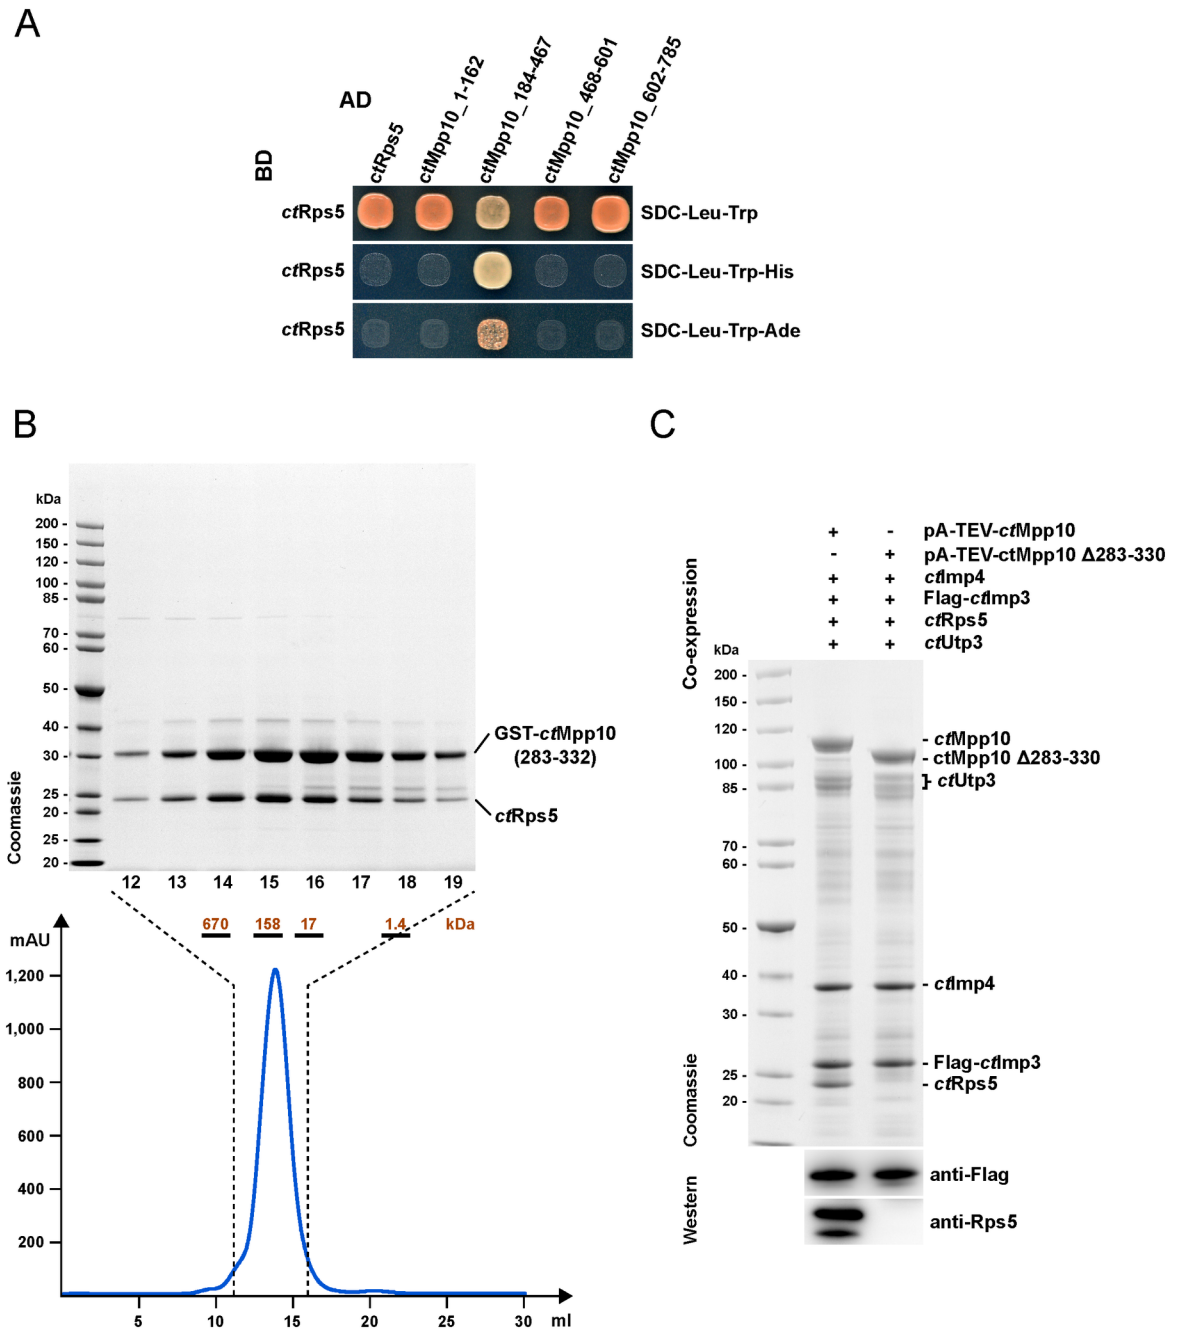 A
AD
BD
ctRps5
ctMpp10_1-162
ctMpp10_184-467
ctMpp10_468-601
ctMpp10_602-785
ctRps5
SDC-Leu-Trp
ctRps5
SDC-Leu-Trp-His
ctRps5
SDC-Leu-Trp-Ade
B
kDa
200 -
150 -
120 -
100 -
85 -
70 -
60 -
50 -
40 -
30 -
25 -
20 -
25 -
20 -
Coomassie
GST-ctMpp10
(283-332)
ctRps5
12 13 14 15 16 17 18 19
670 158 17 1.4 kDa
mAU
1,200
1,000
800
600
400
200
5 10 15 20 25 30 ml
C
Co-expression
+ - pA-TEV-ctMpp10
- + pA-TEV-ctMpp10 Δ283-330
+ + ctImp4
+ + Flag-ctImp3
+ + ctRps5
+ + ctUtp3
kDa
200 -
150 -
120 -
100 -
85 -
70 -
60 -
50 -
40 -
30 -
25 -
20 -
- ctMpp10
- ctMpp10 Δ283-330
ctUtp3
- ctImp4
- Flag-ctImp3
- ctRps5
Coomassie
Western
anti-Flag
anti-Rps5